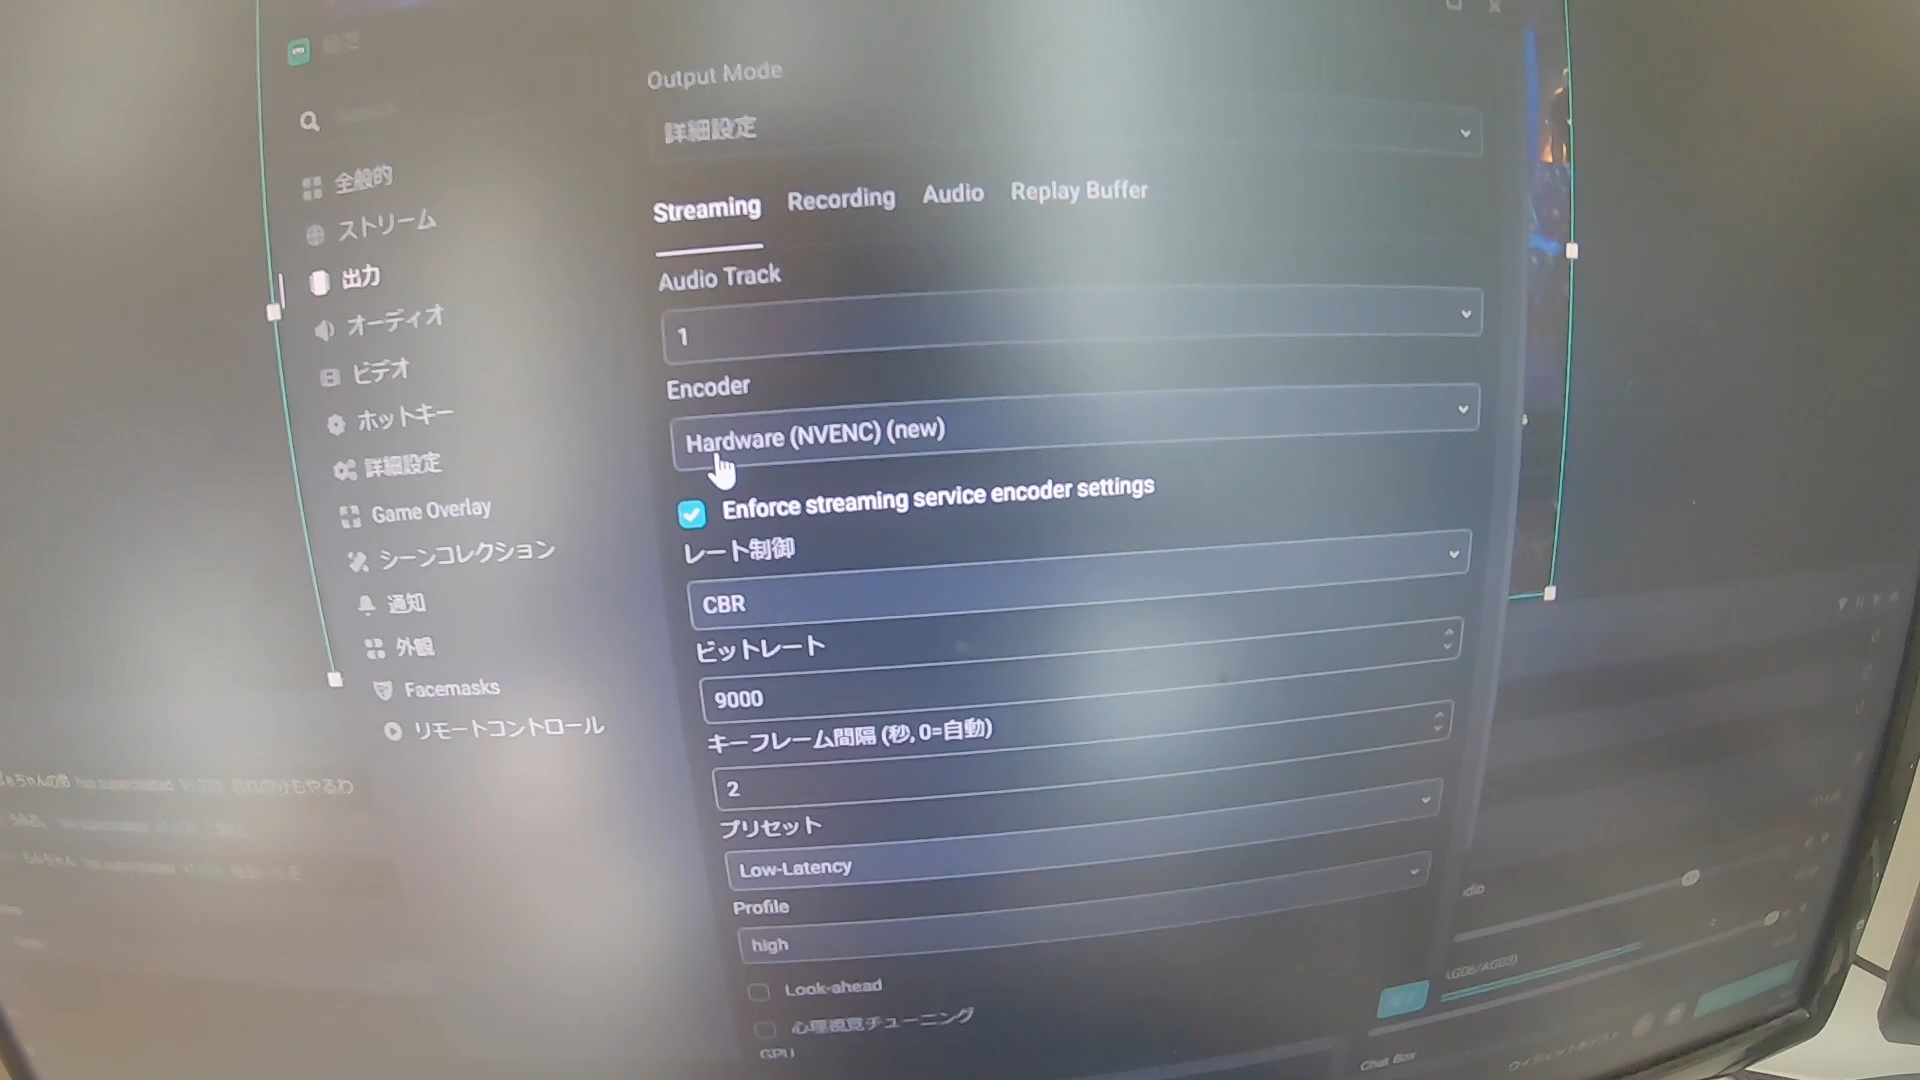 設定
Search
全般的
ストリーム
出力
オーディオ
ビデオ
ホットキー
詳細設定
Game Overlay
シーンコレクション
通知
外観
Facemasks
リモートコントロール
Output Mode
詳細設定
Streaming Recording Audio Replay Buffer
Audio Track
1
Encoder
Hardware (NVENC) (new)
Enforce streaming service encoder settings
レート制御
CBR
ビットレート
9000
キーフレーム間隔 (秒, 0=自動)
2
プリセット
Low-Latency
Profile
high
Look-ahead
心理視覚チューニング
GPU
Chat Box